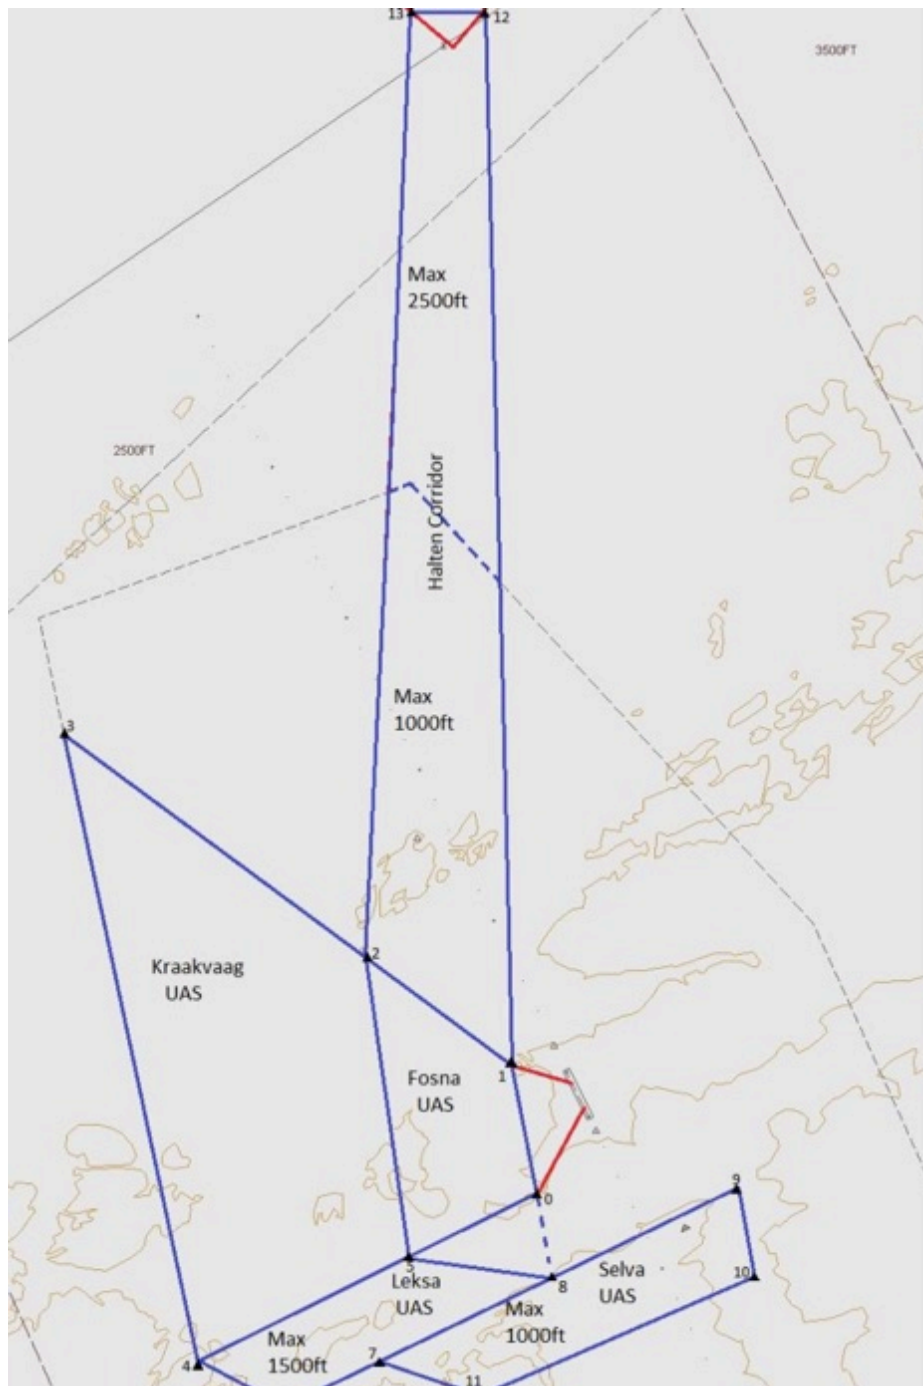 13
12
3500FT
Max
2500ft
2500FT
Halten Corridor
Max
1000ft
3
2
Kraakvaag
UAS
1
Fosna
UAS
0
9
5
Leksa
UAS
8
Selva
UAS
10
Max
1000ft
Max
1500ft
4
7
11